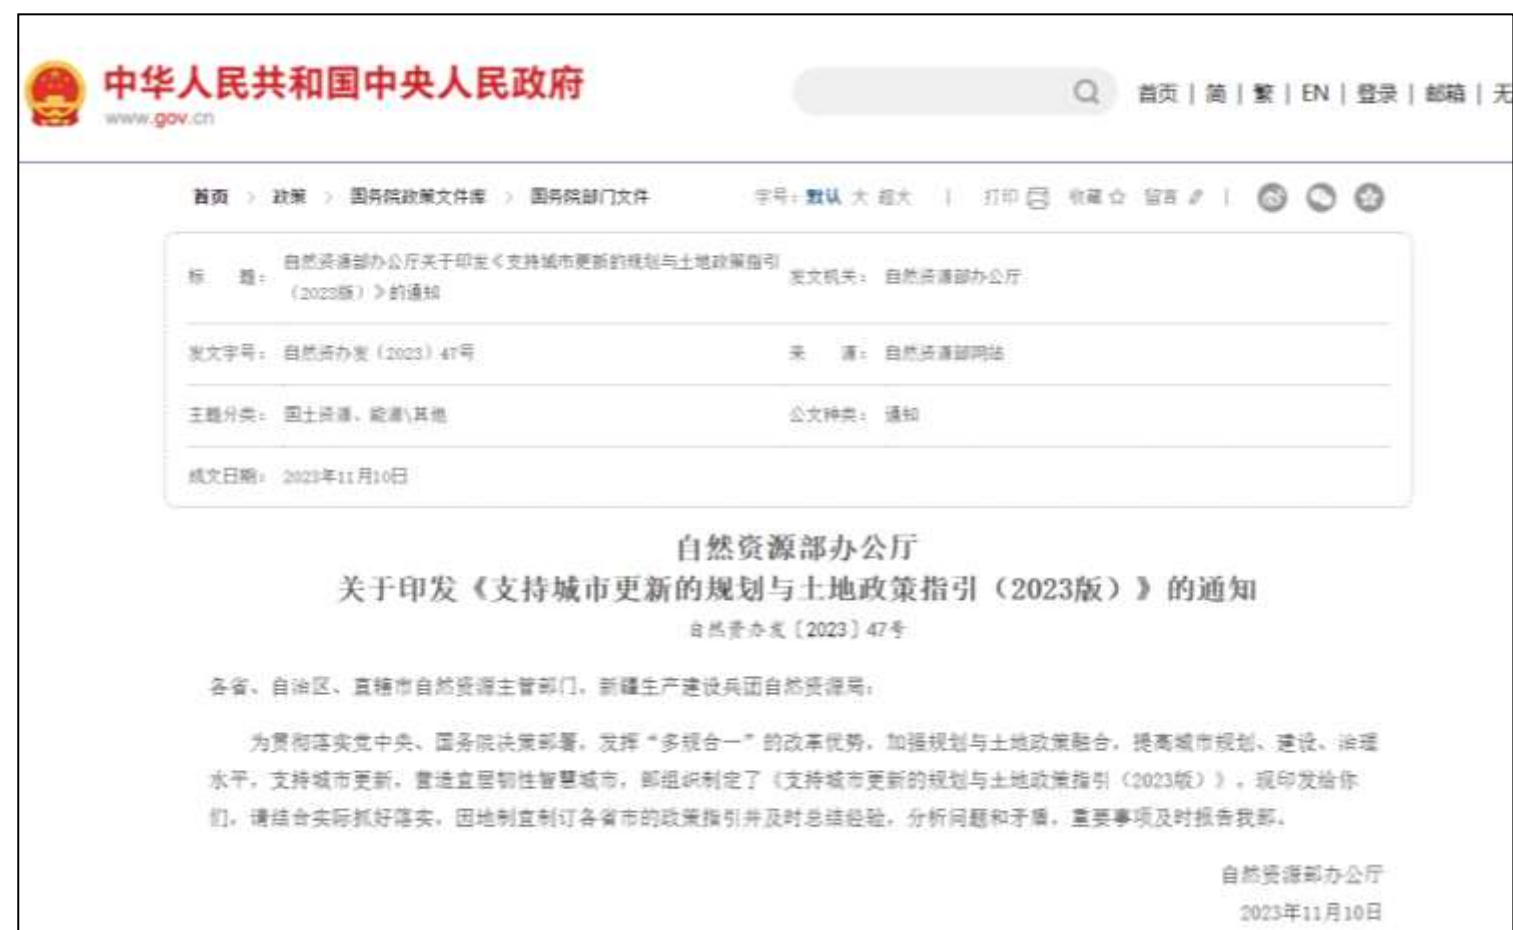 中华人民共和国中央人民政府
www.gov.cn
首页 | 简 | 繁 | EN | 登录 | 邮箱 | 无
首页 > 政策 > 国务院政策文件库 > 国务院部门文件
字号：默认 大 超大 | 打印 收藏 留言 |
标 题： 自然资源部办公厅关于印发《支持城市更新的规划与土地政策指引
（2023版）》的通知
发文机关： 自然资源部办公厅
发文字号： 自然资办发〔2023〕47号
来 源： 自然资源部网站
主题分类： 国土资源、能源\其他
公文种类： 通知
成文日期： 2023年11月10日
自然资源部办公厅
关于印发《支持城市更新的规划与土地政策指引（2023版）》的通知
自然资办发〔2023〕47号
各省、自治区、直辖市自然资源主管部门，新疆生产建设兵团自然资源局：
为贯彻落实党中央、国务院决策部署，发挥“多规合一”的改革优势，加强规划与土地政策融合，提高城市规划、建设、治理
水平，支持城市更新，营造宜居韧性智慧城市，部组织制定了《支持城市更新的规划与土地政策指引（2023版）》，现印发给你
们，请结合实际抓好落实，因地制宜制订各省市的政策指引并及时总结经验，分析问题和矛盾，重要事项及时报告我部。
自然资源部办公厅
2023年11月10日